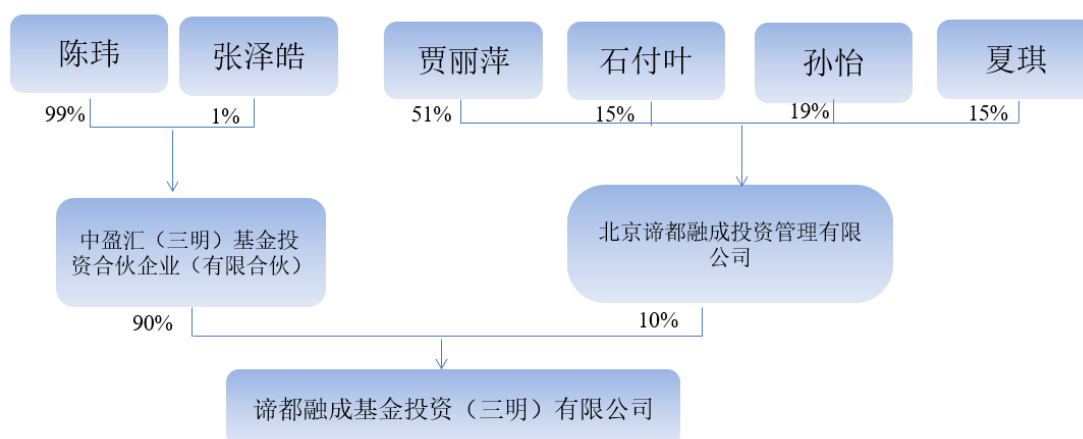 陈玮
张泽皓
贾丽萍
石付叶
孙怡
夏琪
99%
1%
51%
15%
19%
15%
中盈汇（三明）基金投
资合伙企业（有限合伙）
北京谛都融成投资管理有限
公司
90%
10%
谛都融成基金投资（三明）有限公司